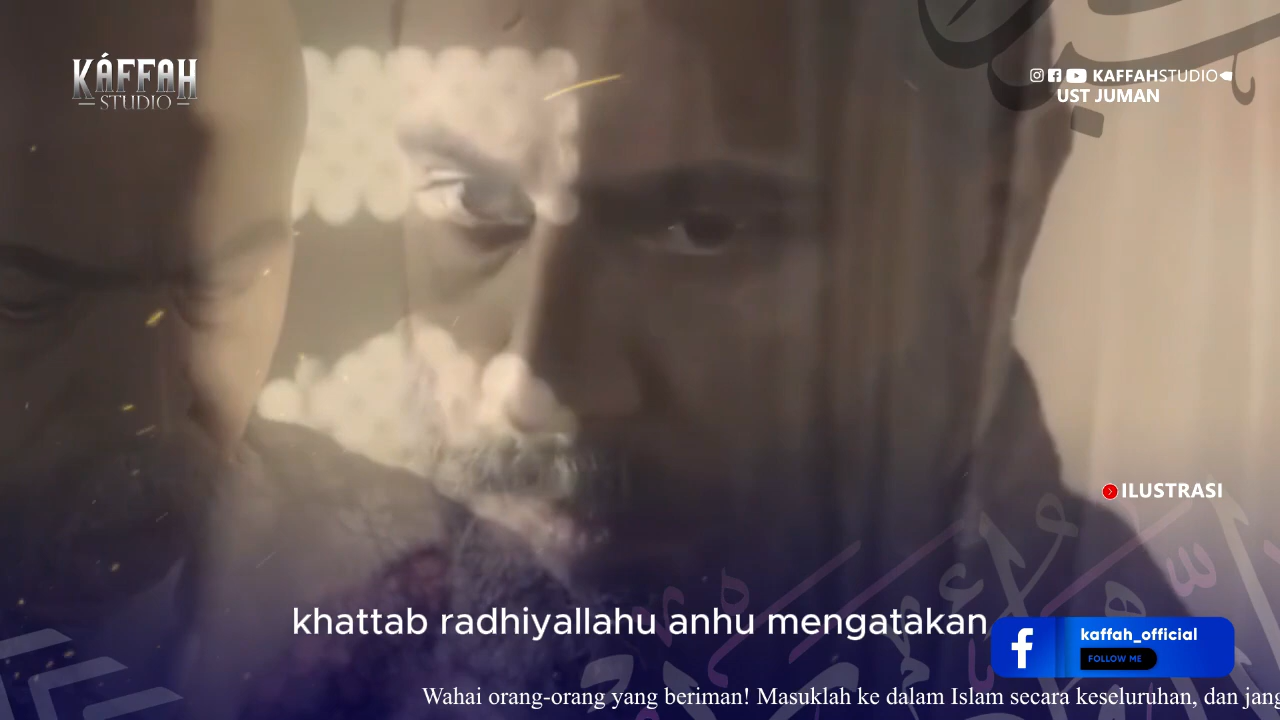 KÁFFAH
STUDIO
KAFFAHSTUDIO
UST JUMAN
ILUSTRASI
khattab radhiyallahu anhu mengatakan
kaffah_official
FOLLOW ME
Wahai orang-orang yang beriman! Masuklah ke dalam Islam secara keseluruhan, dan jang